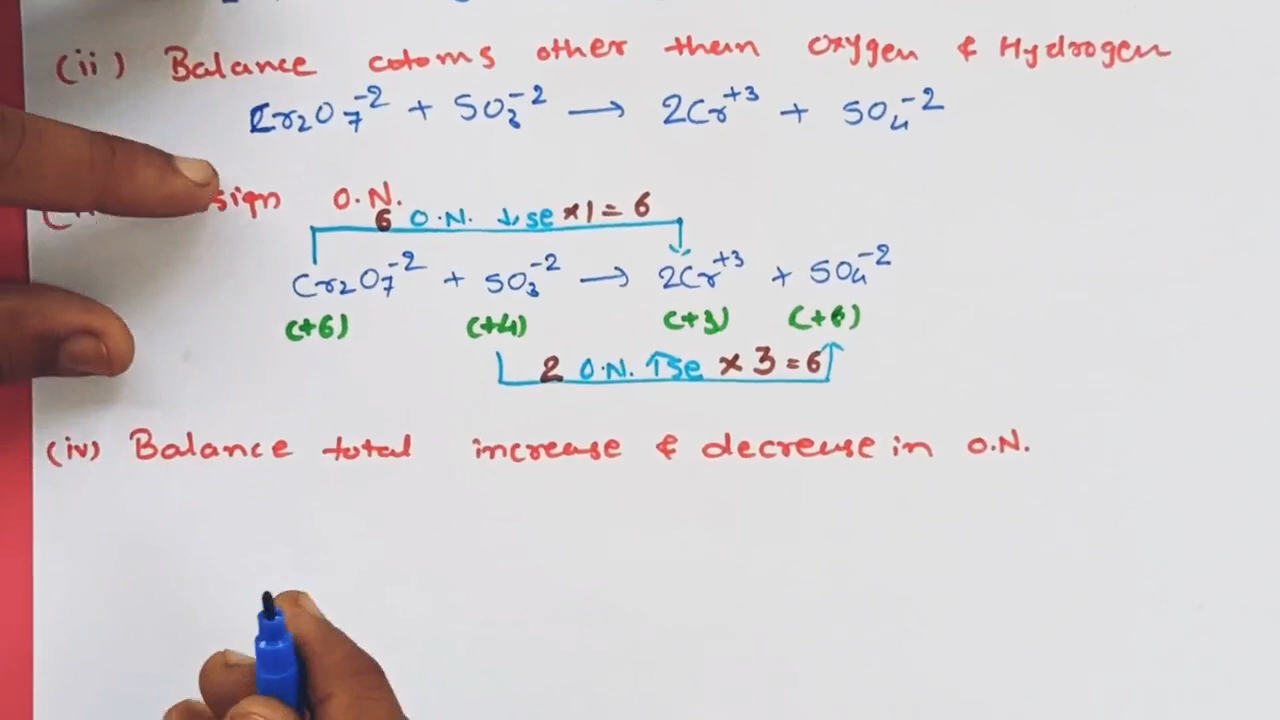 (ii) Balance atoms other then Oxygen & Hydrogen
Cr₂O₇⁻² + SO₃⁻² → 2Cr⁺³ + SO₄⁻²
sign O.N.
6 O.N. ↓se ×1 = 6
Cr₂O₇⁻² + SO₃⁻² → 2Cr⁺³ + SO₄⁻²
(+6) (+4) (+3) (+6)
2 O.N. ↑se × 3 = 6
(iv) Balance total increase & decrease in O.N.